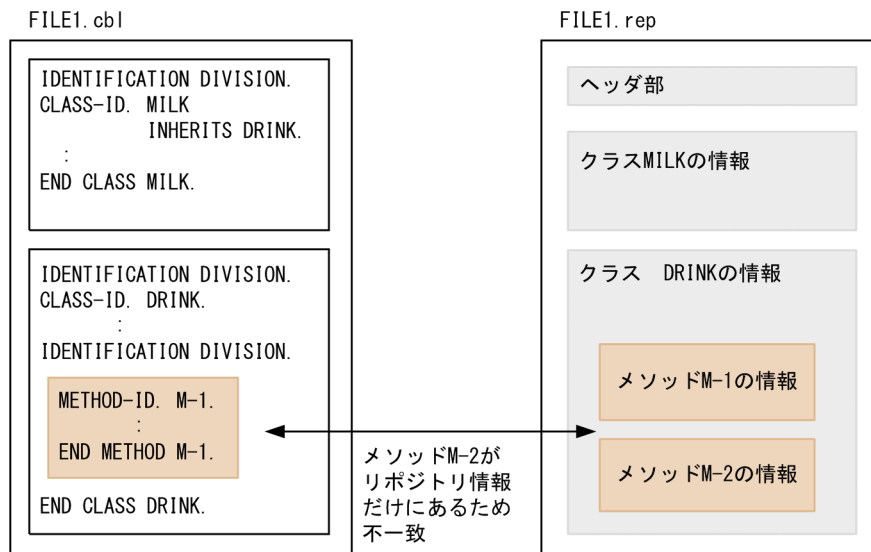 FILE1.cbl
IDENTIFICATION DIVISION.
CLASS-ID. MILK
INHERITS DRINK.
:
END CLASS MILK.
IDENTIFICATION DIVISION.
CLASS-ID. DRINK.
:
IDENTIFICATION DIVISION.
METHOD-ID. M-1.
:
END METHOD M-1.
END CLASS DRINK.
メソッドM-2が
リポジトリ情報
だけにあるため
不一致
FILE1.rep
ヘッダ部
クラスMILKの情報
クラス　DRINKの情報
メソッドM-1の情報
メソッドM-2の情報